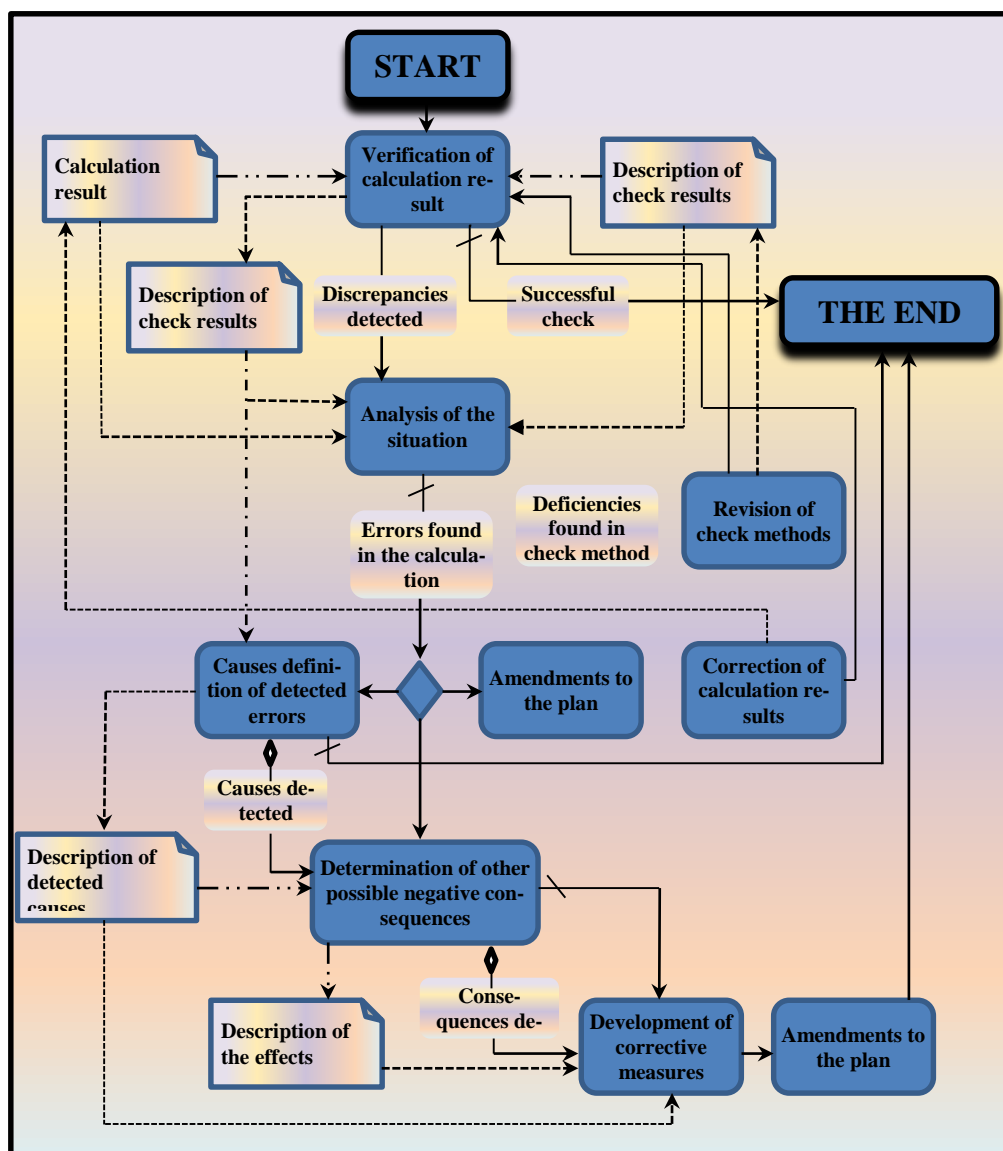 START
Calculation
result
Verification of
calculation re-
sult
Description of
check results
Description of
check results
Discrepancies
detected
Successful
check
THE END
Analysis of the
situation
Errors found
in the calcula-
tion
Deficiencies
found in
check method
Revision of
check methods
Causes defini-
tion of detected
errors
Amendments to
the plan
Correction of
calculation re-
sults
Causes de-
tected
Description of
detected
causes
Determination of other
possible negative con-
sequences
Conse-
quences de-
Description of
the effects
Development of
corrective
measures
Amendments to
the plan